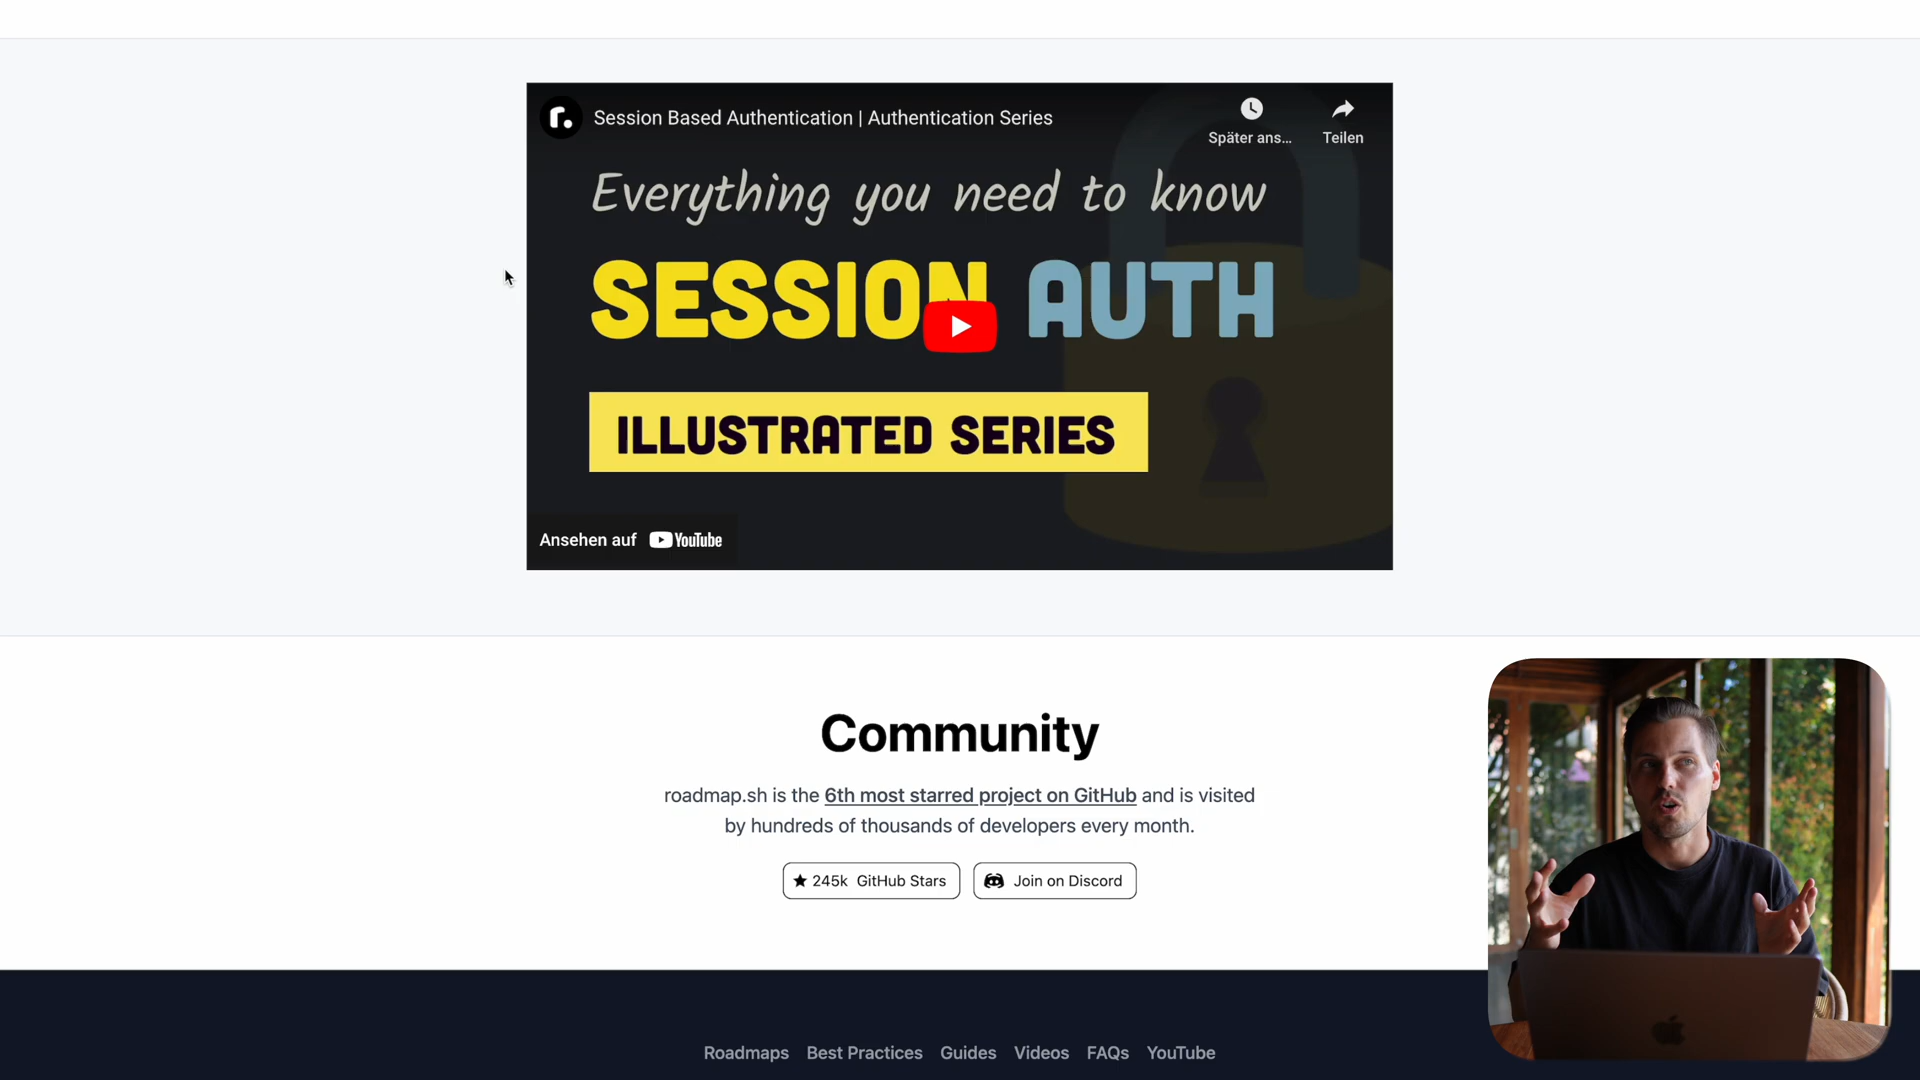 Session Based Authentication | Authentication Series
Später ans...
Teilen
Everything you need to know
SESSION AUTH
ILLUSTRATED SERIES
Ansehen auf YouTube
Community
roadmap.sh is the 6th most starred project on GitHub and is visited
by hundreds of thousands of developers every month.
245k GitHub Stars
Join on Discord
Roadmaps Best Practices Guides Videos FAQs YouTube